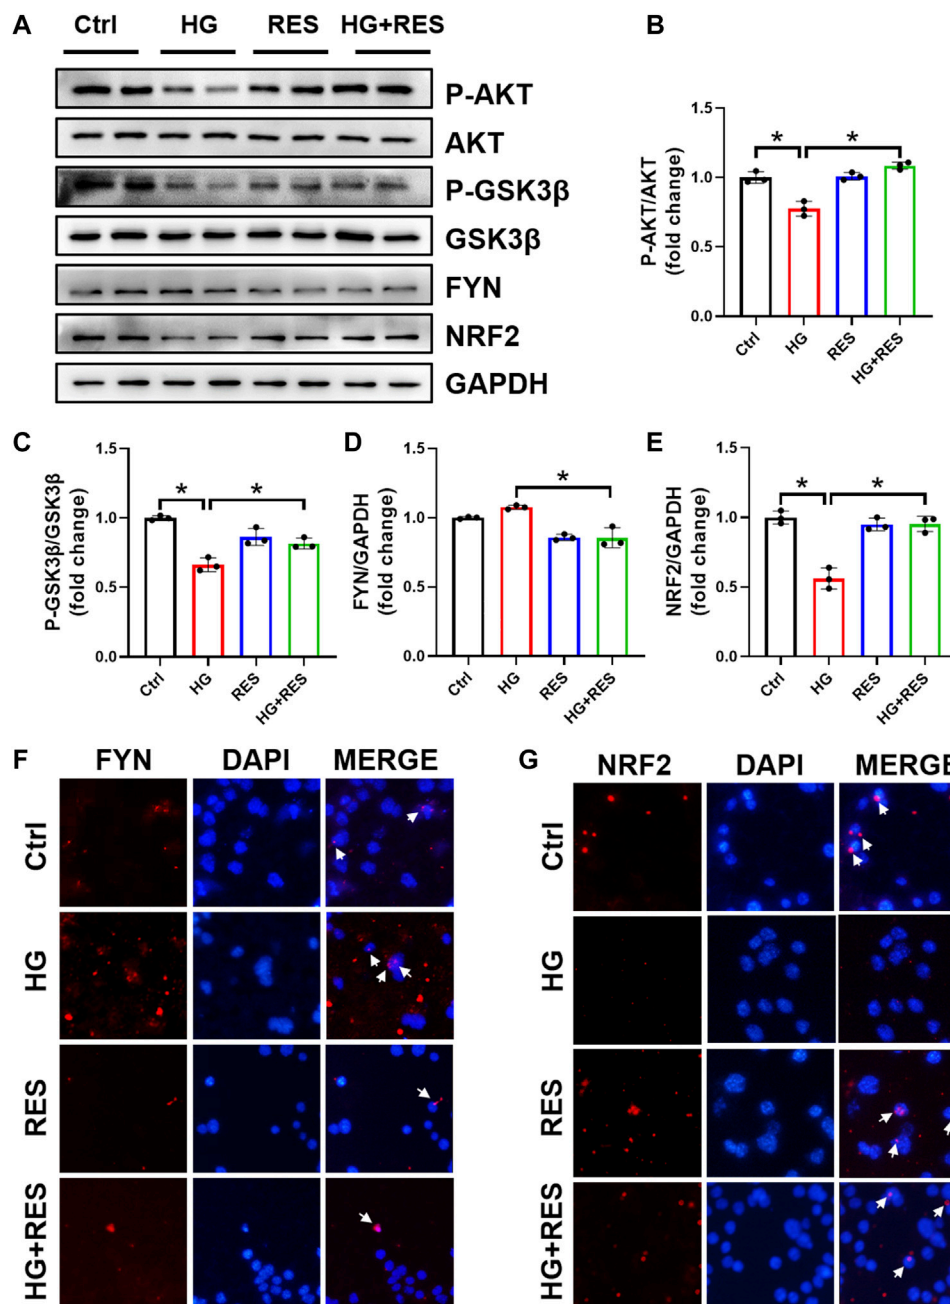 A
Ctrl HG RES HG+RES
P-AKT
AKT
P-GSK3β
GSK3β
FYN
NRF2
GAPDH
B
P-AKT/AKT
(fold change)
1.5
1.0
0.5
0.0
* *
Ctrl HG RES HG+RES
C
P-GSK3β/GSK3β
(fold change)
1.5
1.0
0.5
0.0
* *
Ctrl HG RES HG+RES
D
FYN/GAPDH
(fold change)
1.5
1.0
0.5
0.0
*
Ctrl HG RES HG+RES
E
NRF2/GAPDH
(fold change)
1.5
1.0
0.5
0.0
* *
Ctrl HG RES HG+RES
F
FYN DAPI MERGE
Ctrl
HG
RES
HG+RES
G
NRF2 DAPI MERGE
Ctrl
HG
RES
HG+RES